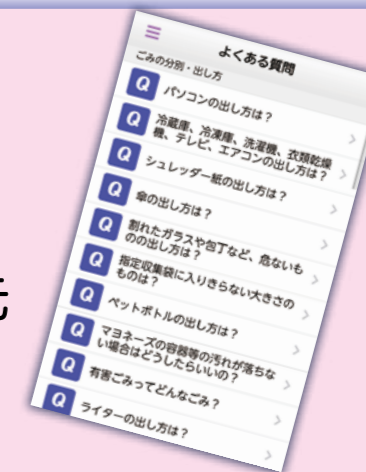 よくある質問
ごみの分別・出し方
Q パソコンの出し方は？
Q 冷蔵庫、冷凍庫、洗濯機、衣類乾燥
機、テレビ、エアコンの出し方は？
Q シュレッダー紙の出し方は？
Q 傘の出し方は？
Q 割れたガラスや包丁など、危ないも
のの出し方は？
Q 指定収集袋に入りきらない大きさの
ものは？
Q ペットボトルの出し方は？
Q マヨネーズの容器等の汚れが落ちな
い場合はどうしたらいいの？
Q 有害ごみってどんなごみ？
Q ライターの出し方は？